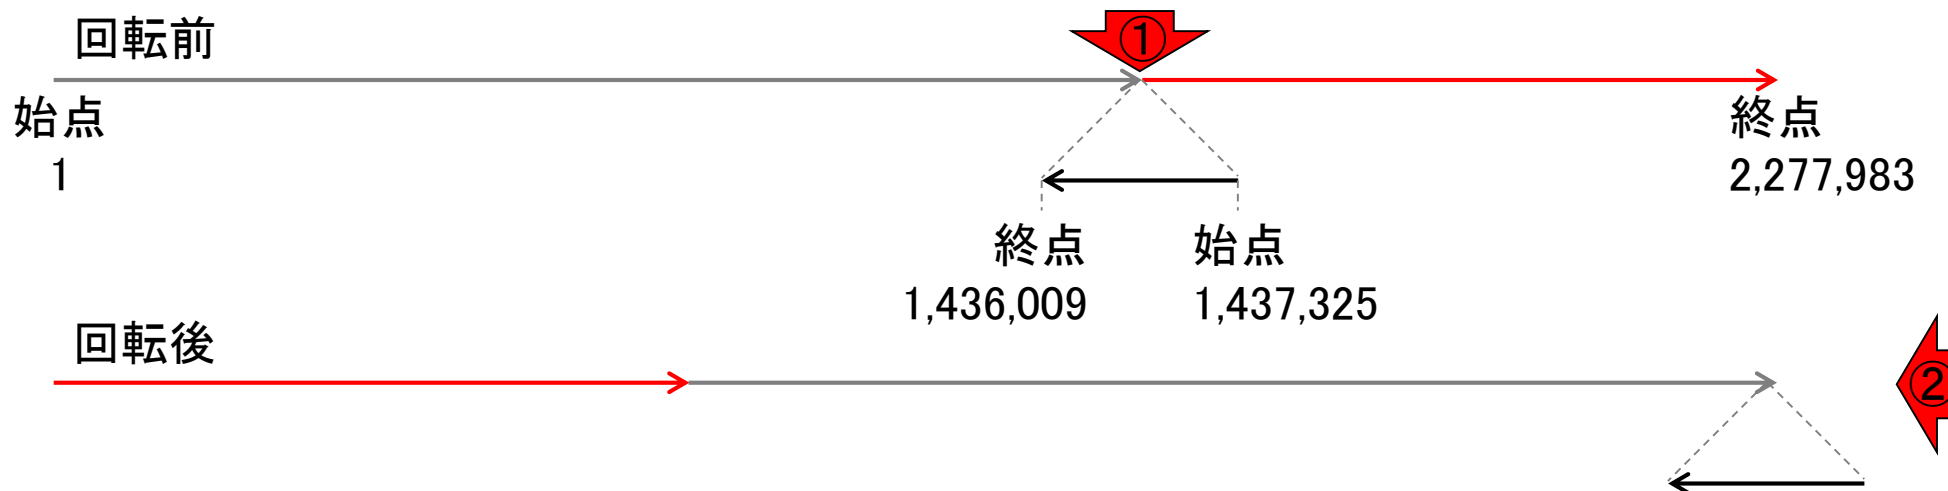 回転前
①
始点
1
終点
2,277,983
終点
1,436,009
始点
1,437,325
回転後
②